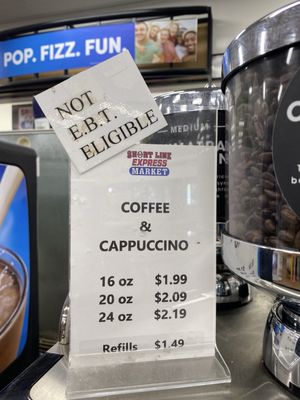 POP. FIZZ. FUN.
NOT
E.B.T.
ELIGIBLE
MEDIUM
SHORT LINE
EXPRESS
MARKET
COFFEE
&
CAPPUCCINO
16 oz $1.99
20 oz $2.09
24 oz $2.19
Refills $1.49